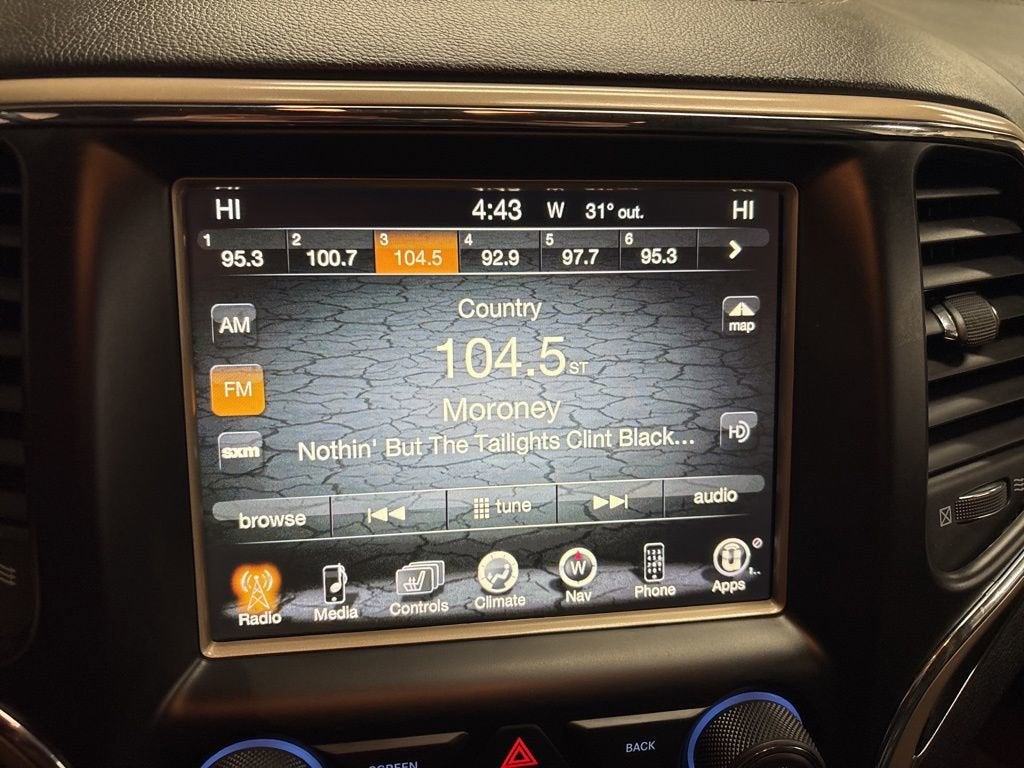 HI 4:43 W 31° out. HI
1 95.3 2 100.7 3 104.5 4 92.9 5 97.7 6 95.3
Country
AM
map
104.5 ST
FM
Moroney
Nothin' But The Tailights Clint Black...
HD
sxm
browse tune audio
Radio Media Controls Climate Nav Phone Apps
W
U
SCREEN
BACK